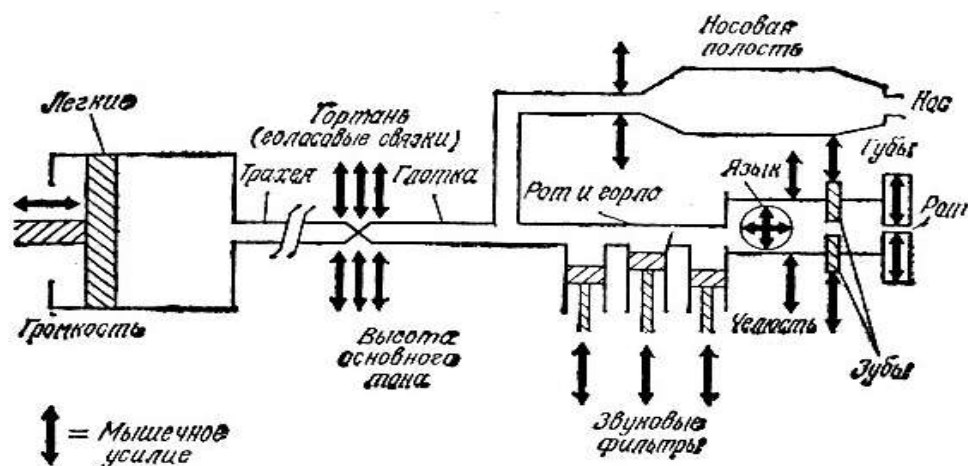 Носовая
полость
Легкие
Гортань
(голосовые связки)
Трахея
Глотка
Нос
Губы
Язык
Рот и горло
Рот
Громкость
Высота
основного
тона
Челюсть
Зубы
Звуковые
фильтры
= Мышечное
усилие